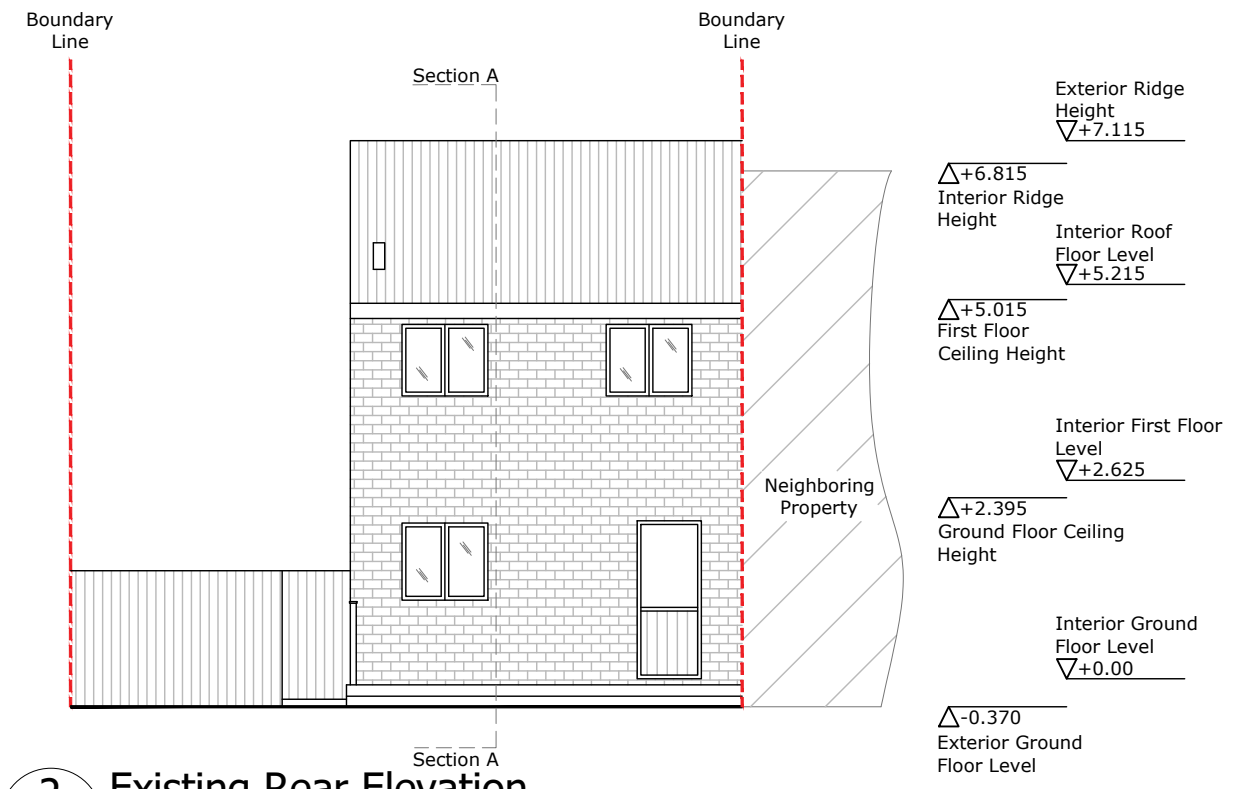 Boundary
Line
Boundary
Line
Section A
Exterior Ridge
Height
+7.115
+6.815
Interior Ridge
Height
Interior Roof
Floor Level
+5.215
+5.015
First Floor
Ceiling Height
Interior First Floor
Level
+2.625
Neighboring
Property
+2.395
Ground Floor Ceiling
Height
Interior Ground
Floor Level
+0.00
-0.370
Exterior Ground
Floor Level
Section A
Existing Rear Elevation